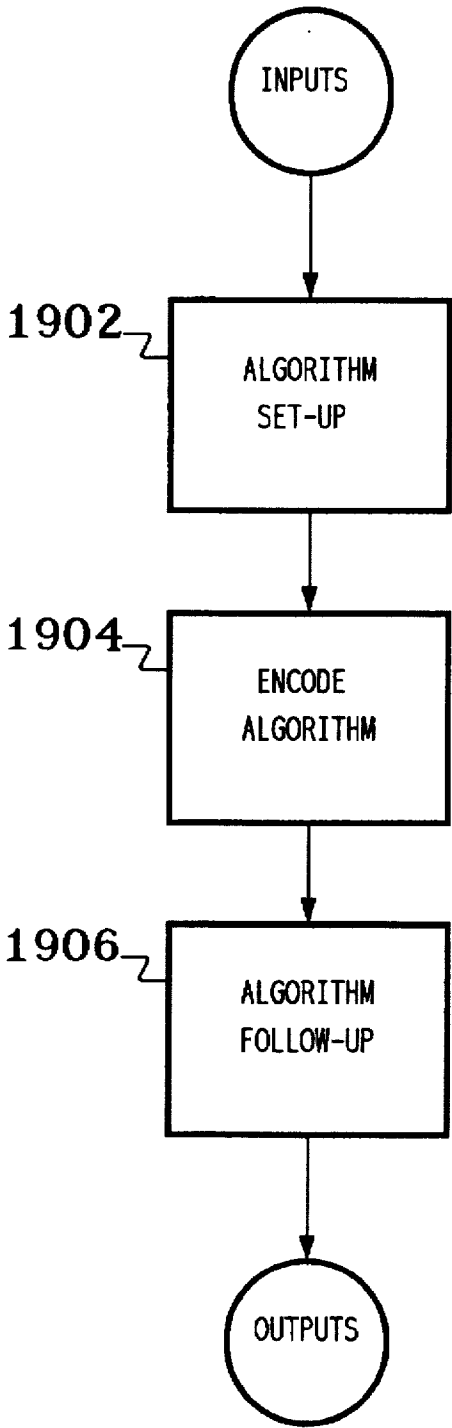 INPUTS
1902
ALGORITHM
SET-UP
1904
ENCODE
ALGORITHM
1906
ALGORITHM
FOLLOW-UP
OUTPUTS